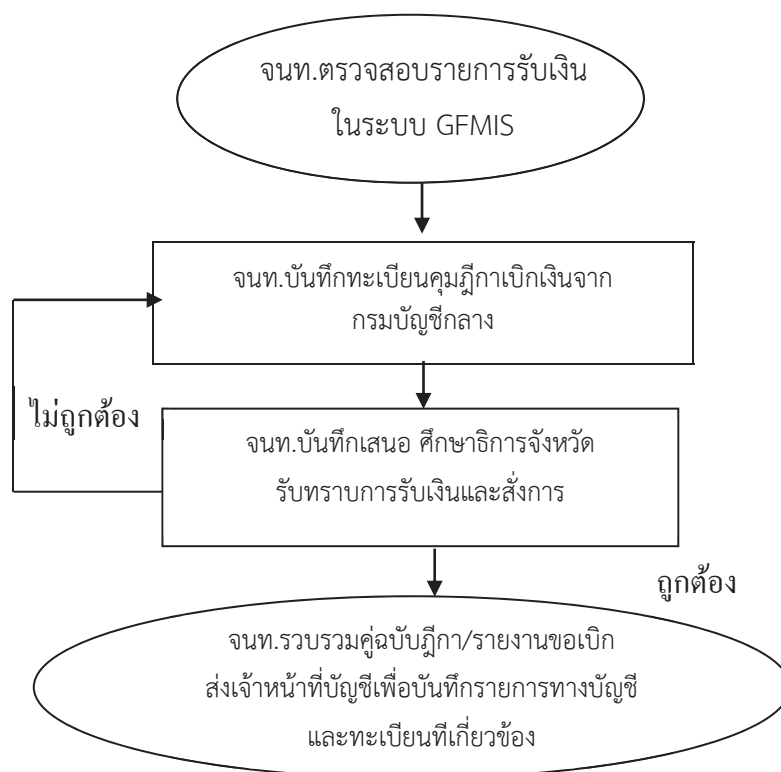 จนท.ตรวจสอบรายการรับเงิน
ในระบบ GFMIS
จนท.บันทึกทะเบียนคุมฎีกาเบิกเงินจาก
กรมบัญชีกลาง
ไม่ถูกต้อง
จนท.บันทึกเสนอ ศึกษาธิการจังหวัด
รับทราบการรับเงินและสั่งการ
ถูกต้อง
จนท.รวบรวมคู่ฉบับฎีกา/รายงานขอเบิก
ส่งเจ้าหน้าที่บัญชีเพื่อบันทึกรายการทางบัญชี
และทะเบียนทีเกี่ยวข้อง